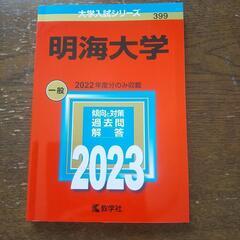 大学入試シリーズ
399
明海大学
一般
2022年度分のみ収載
傾向と対策
過去問
解答
2023
教学社